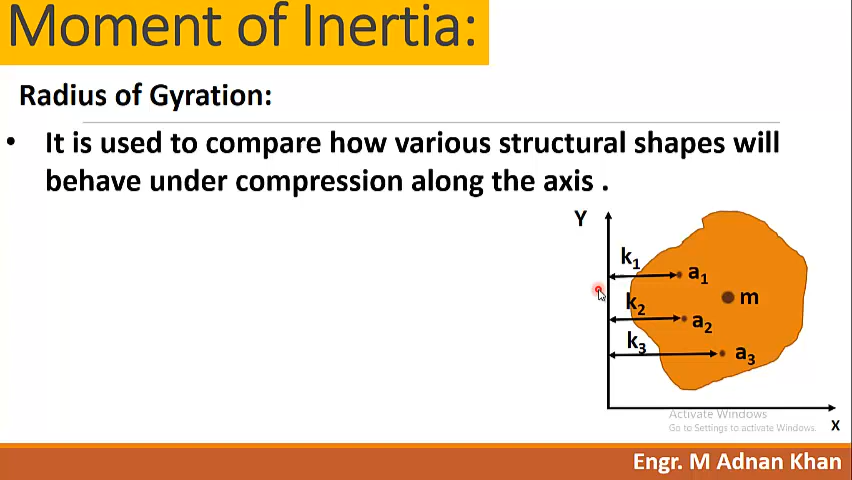 Moment of Inertia:
Radius of Gyration:
• It is used to compare how various structural shapes will
behave under compression along the axis .
Y
k1
a1
m
k2
a2
k3
a3
Activate Windows
Go to Settings to activate Windows.
X
Engr. M Adnan Khan